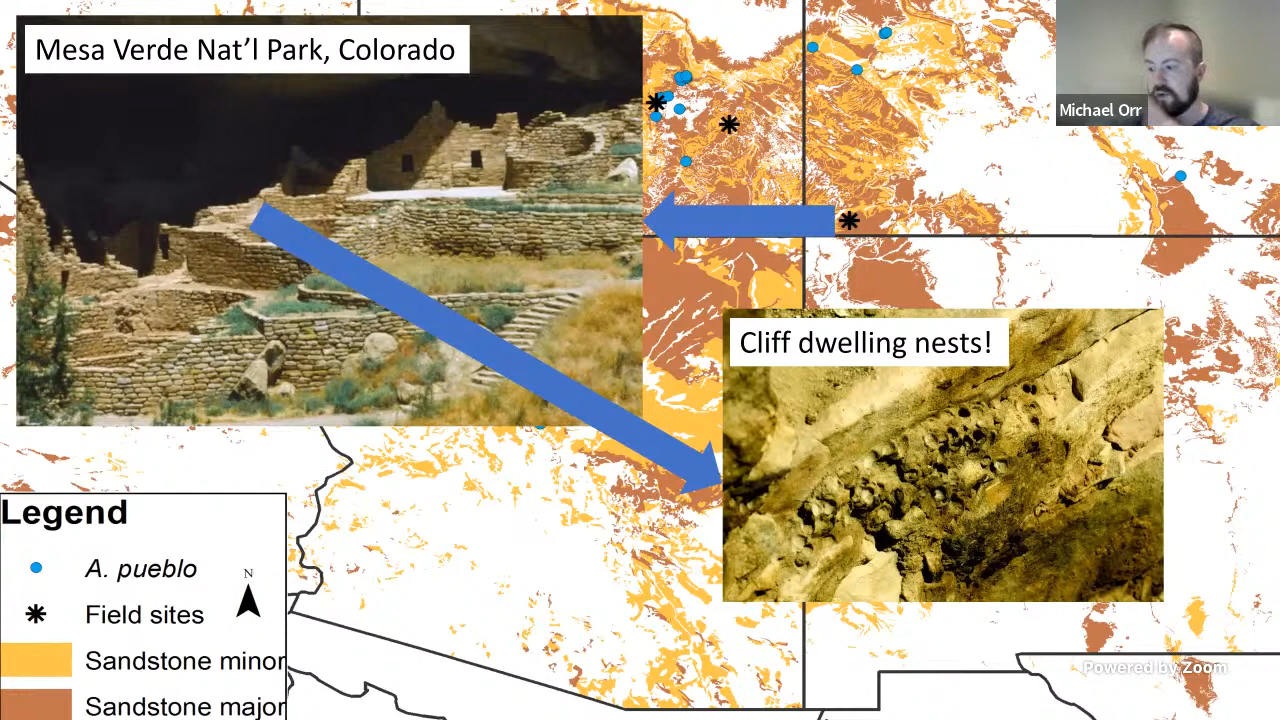 Mesa Verde Nat’l Park, Colorado
Michael Orr
Cliff dwelling nests!
Legend
A. pueblo
N
Field sites
Sandstone minor
Sandstone major
Powered by Zoom